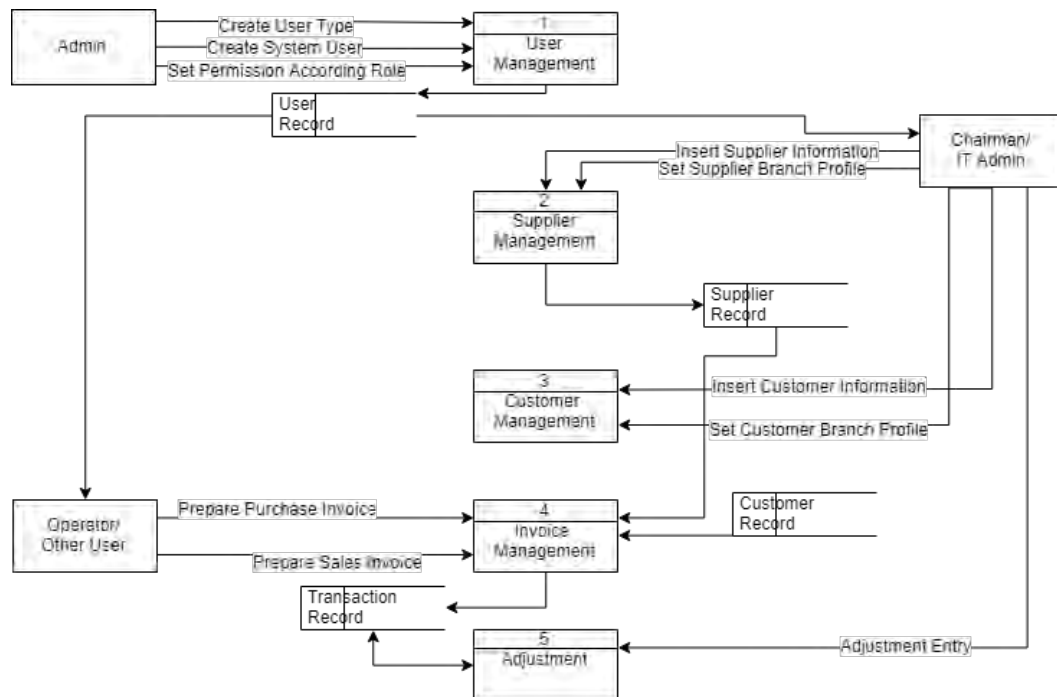 Admin
Create User Type
Create System User
Set Permission According Role
1
User
Management
User
Record
Chairman/
IT Admin
Insert Supplier Information
Set Supplier Branch Profile
2
Supplier
Management
Supplier
Record
3
Customer
Management
Insert Customer Information
Set Customer Branch Profile
Operator/
Other User
Prepare Purchase Invoice
Prepare Sales Invoice
4
Invoice
Management
Customer
Record
Transaction
Record
5
Adjustment
Adjustment Entry